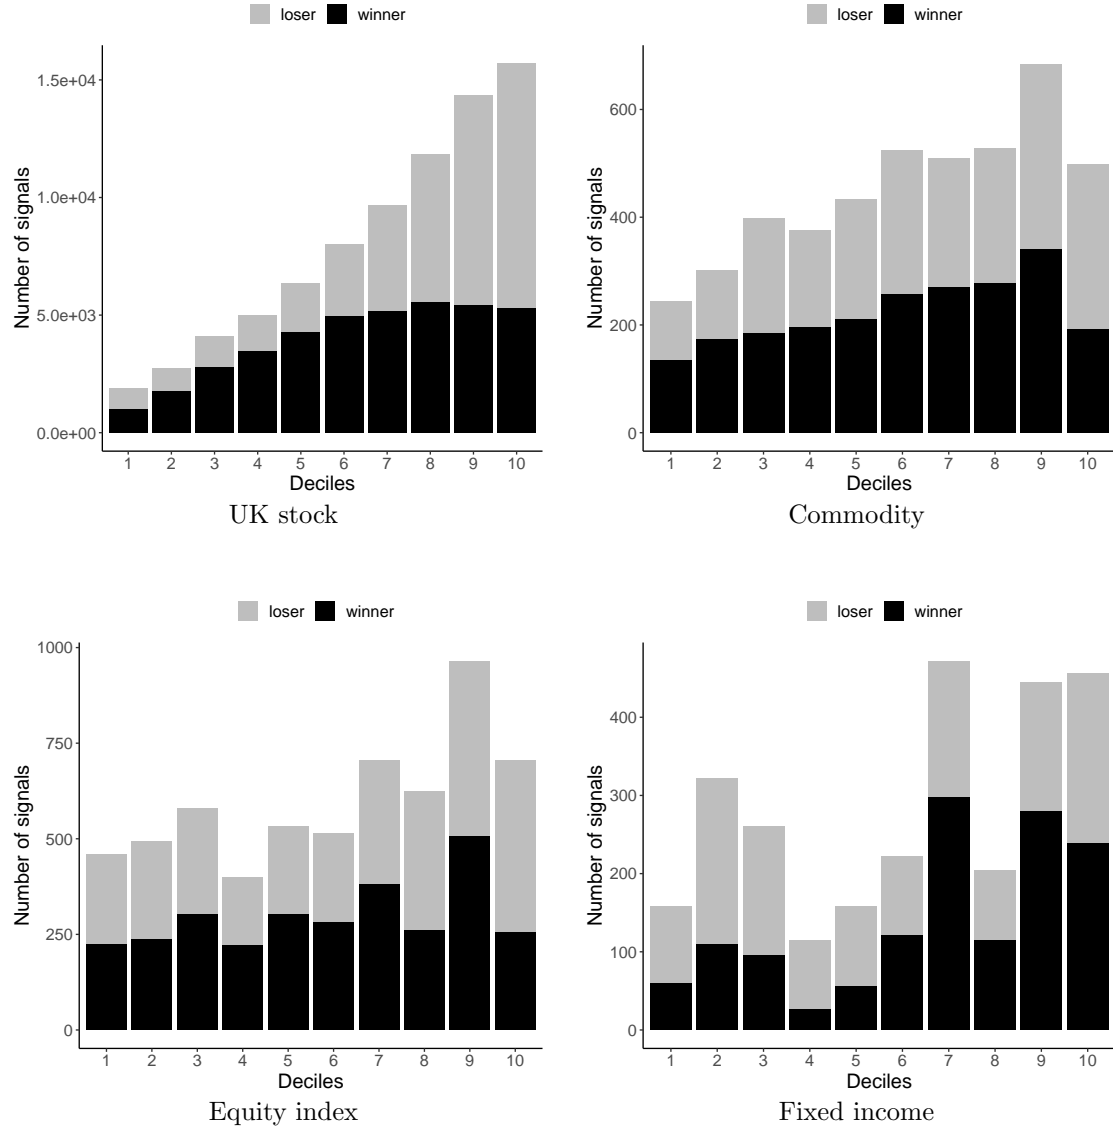 loser winner
Number of signals
1.5e+04
1.0e+04
5.0e+03
0.0e+00
1 2 3 4 5 6 7 8 9 10
Deciles
UK stock
loser winner
Number of signals
600
400
200
0
1 2 3 4 5 6 7 8 9 10
Deciles
Commodity
loser winner
Number of signals
1000
750
500
250
0
1 2 3 4 5 6 7 8 9 10
Deciles
Equity index
loser winner
Number of signals
400
300
200
100
0
1 2 3 4 5 6 7 8 9 10
Deciles
Fixed income